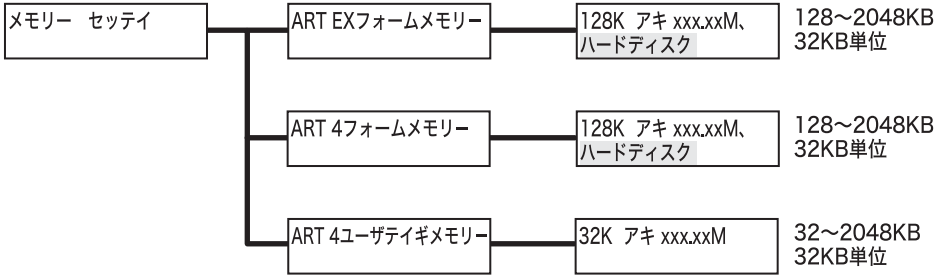 メモリー　セッテイ
ART EXフォームメモリー
128K アキ xxx.xxM、
ハードディスク
128〜2048KB
32KB単位
ART 4フォームメモリー
128K アキ xxx.xxM、
ハードディスク
128〜2048KB
32KB単位
ART 4ユーザテイギメモリー
32K アキ xxx.xxM
32〜2048KB
32KB単位